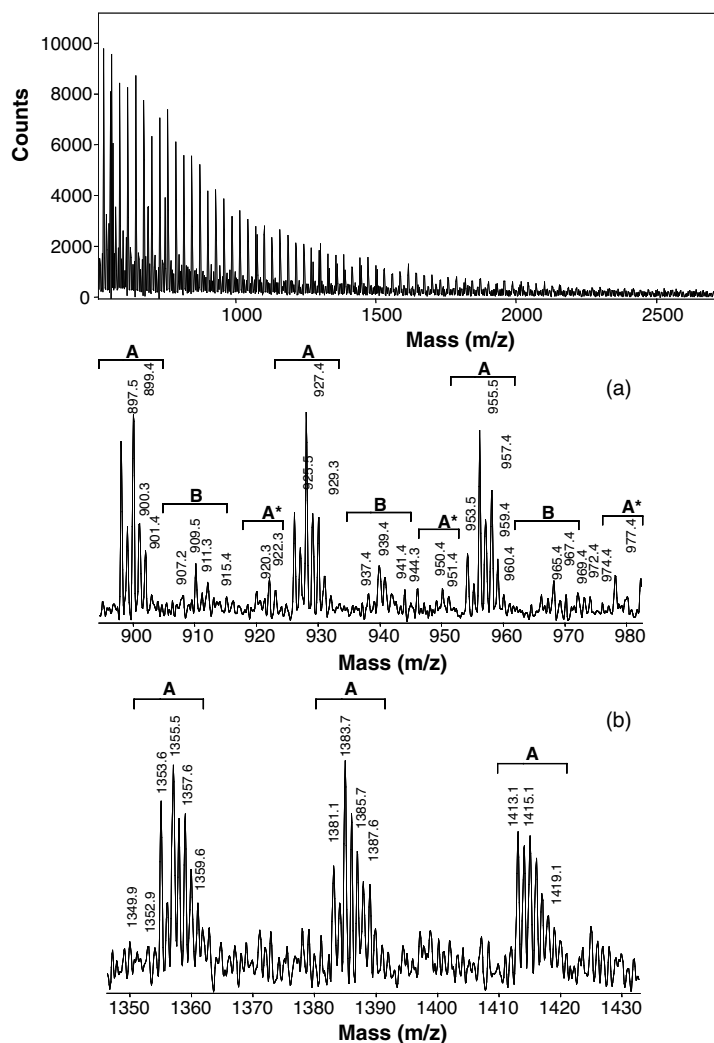 10000
8000
6000
4000
2000
0
Counts
1000 1500 2000 2500
Mass (m/z)
(a)
A A A
897.5 899.4 900.3 901.4
B
907.2 909.5 911.3 915.4
A*
920.3 922.3
925.5 927.4 929.3
B
937.4 939.4 941.4 944.3
A*
950.4 951.4
953.5 955.5 957.4 959.4 960.4
B
965.4 967.4 969.4 972.4 974.4
A*
977.4
900 910 920 930 940 950 960 970 980
Mass (m/z)
(b)
A A A
1349.9 1352.9 1353.6 1355.5 1357.6 1359.6
1381.1 1383.7 1385.7 1387.6
1413.1 1415.1 1419.1
1350 1360 1370 1380 1390 1400 1410 1420 1430
Mass (m/z)